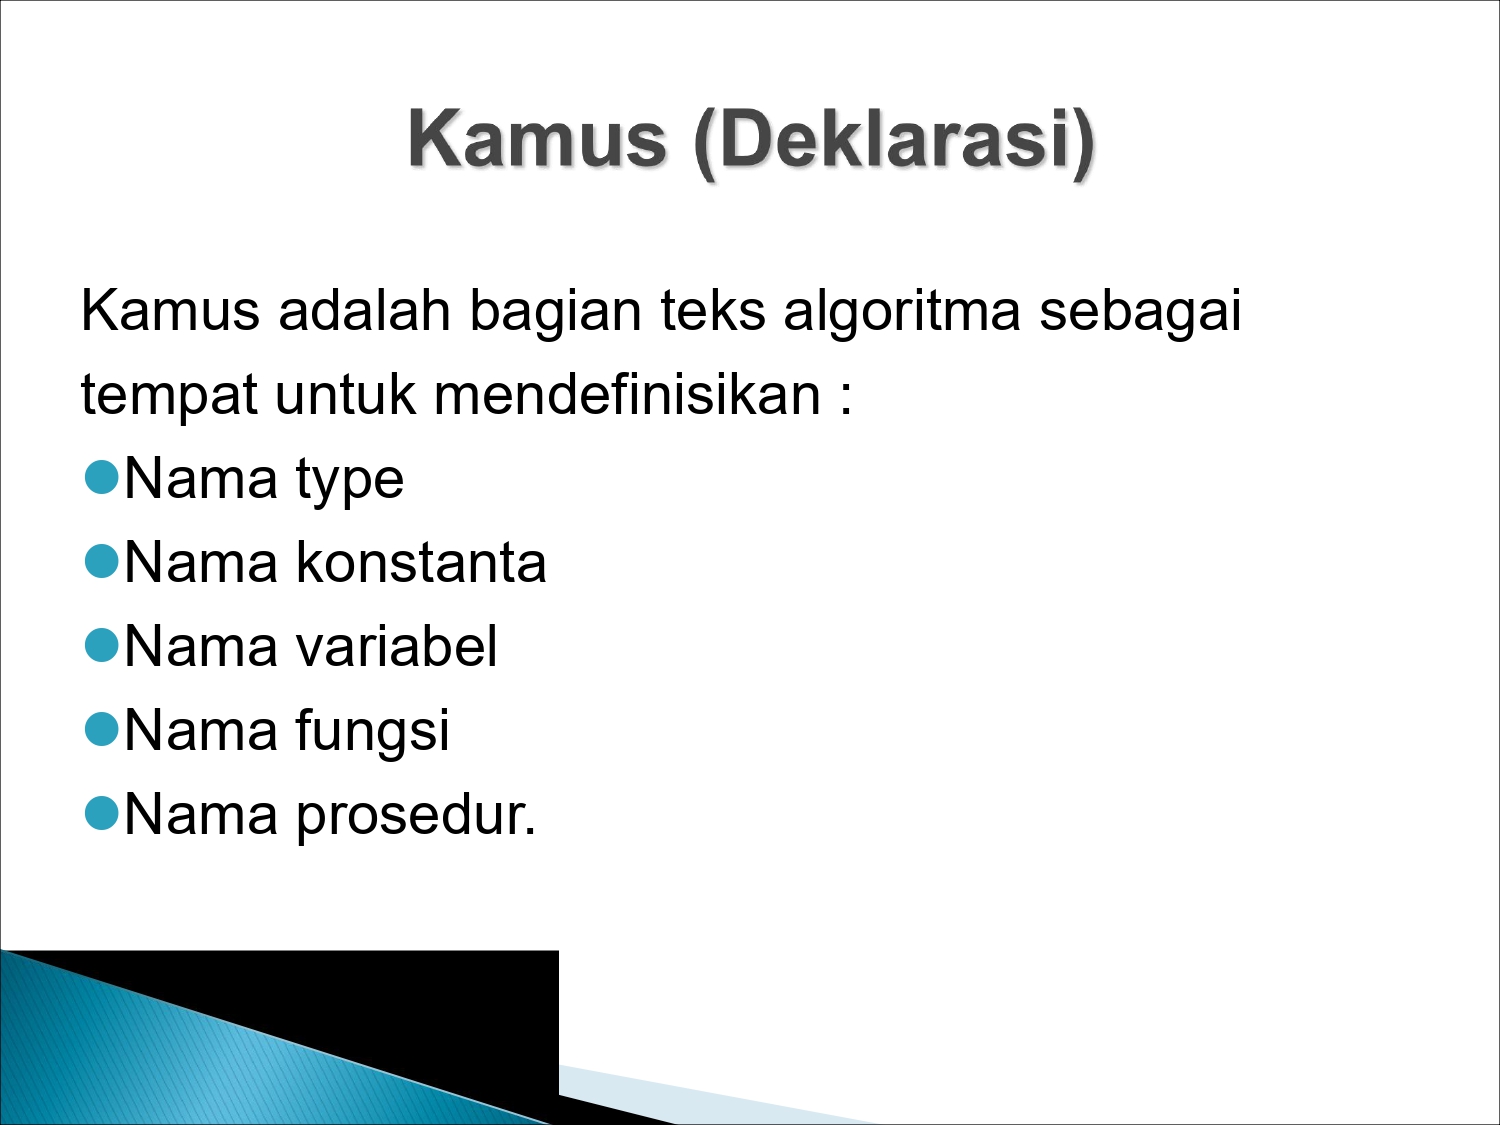 Kamus (Deklarasi)
Kamus adalah bagian teks algoritma sebagai
tempat untuk mendefinisikan :
●Nama type
●Nama konstanta
●Nama variabel
●Nama fungsi
●Nama prosedur.